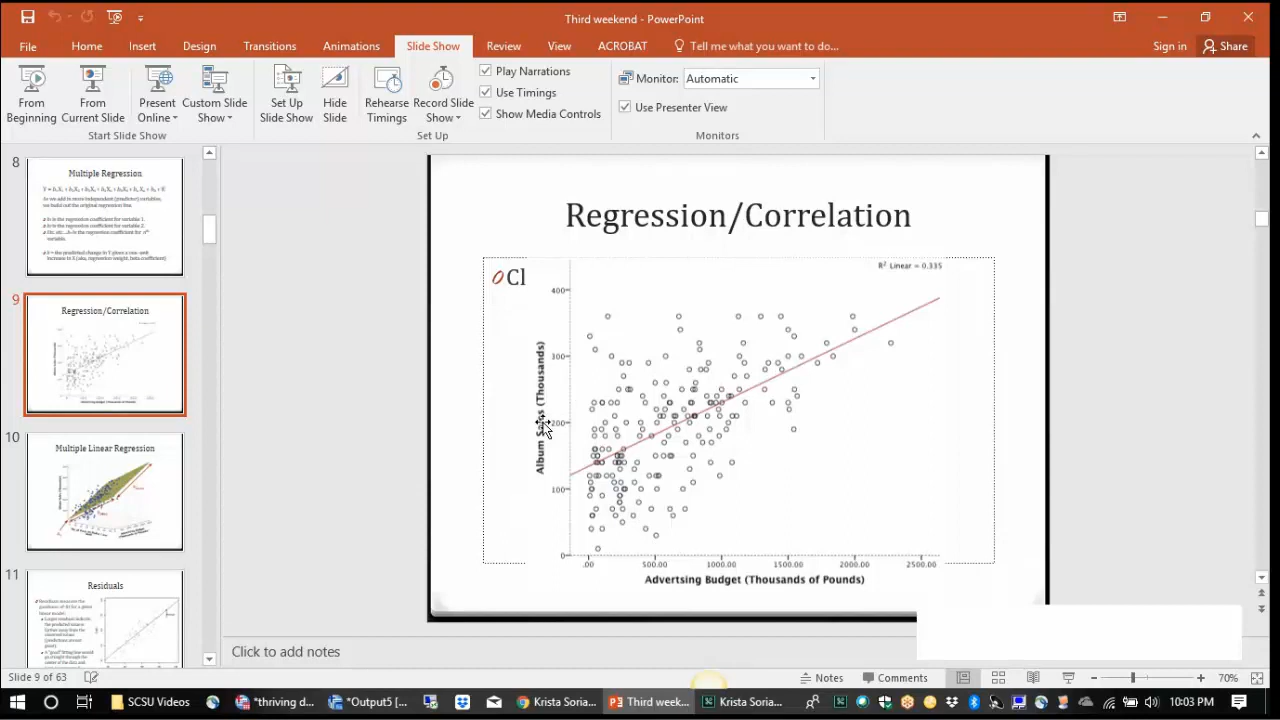 Third weekend - PowerPoint
File Home Insert Design Transitions Animations Slide Show Review View ACROBAT Tell me what you want to do... Sign in Share
From Beginning
From Current Slide
Present Online
Custom Slide Show
Start Slide Show
Set Up Slide Show
Hide Slide
Rehearse Timings
Record Slide Show
Play Narrations
Use Timings
Show Media Controls
Set Up
Monitor: Automatic
Use Presenter View
Monitors
8
Multiple Regression
9
Regression/Correlation
10
Multiple Linear Regression
11
Residuals
Regression/Correlation
Cl
R² Linear = 0.335
400
300
200
100
0
Album Sales (Thousands)
.00 500.00 1000.00 1500.00 2000.00 2500.00
Advertsing Budget (Thousands of Pounds)
Click to add notes
Slide 9 of 63 Notes Comments 70%
SCSU Videos *thriving d... *Output5 [... Krista Soria... Third week... Krista Soria... 10:03 PM